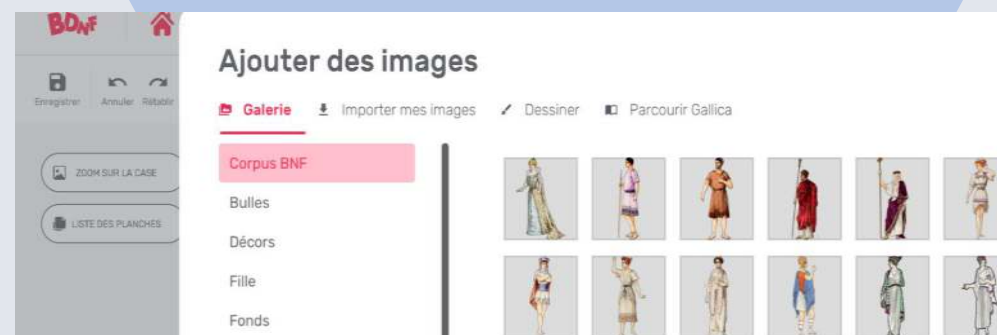 BDnF
Ajouter des images
Enregistrer Annuler Rétablir
Galerie Importer mes images Dessiner Parcourir Gallica
Corpus BNF
ZOOM SUR LA CASE
Bulles
LISTE DES PLANCHES
Décors
Fille
Fonds